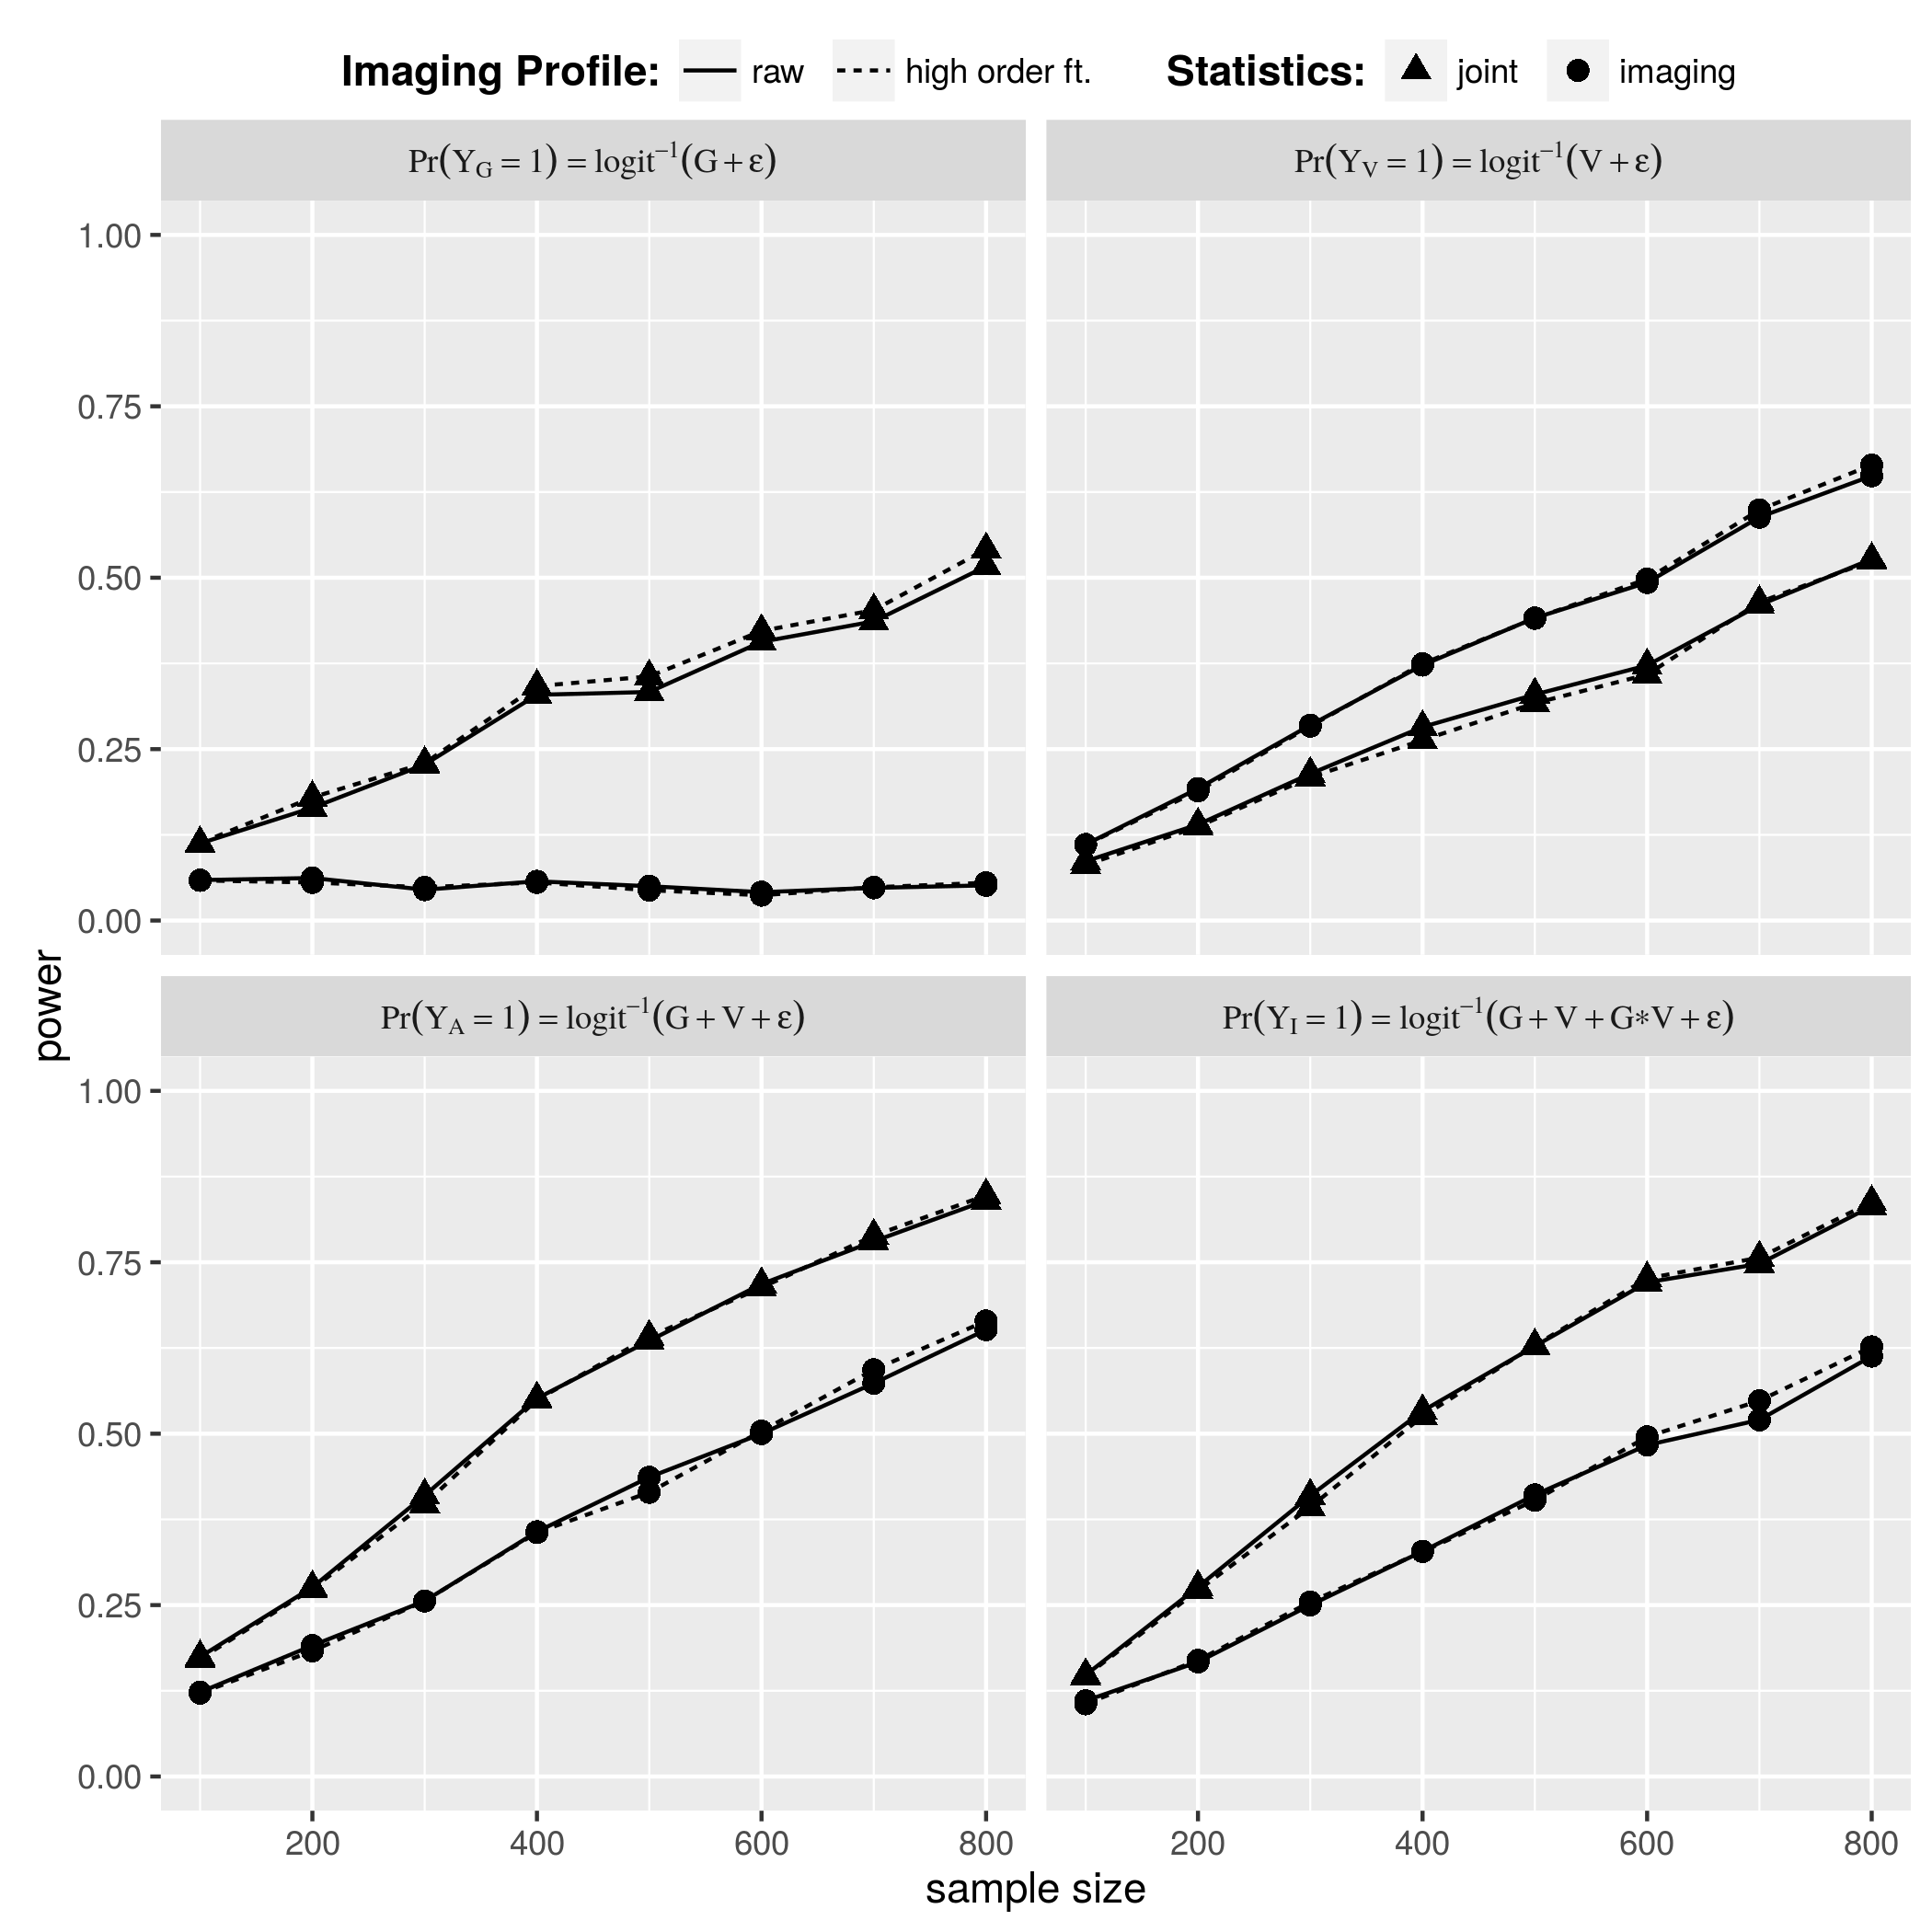 Imaging Profile: raw high order ft. Statistics: joint imaging
Pr(Y_G = 1) = logit⁻¹(G + ε)
Pr(Y_V = 1) = logit⁻¹(V + ε)
1.00
0.75
0.50
0.25
0.00
power
Pr(Y_A = 1) = logit⁻¹(G + V + ε)
Pr(Y_I = 1) = logit⁻¹(G + V + G*V + ε)
1.00
0.75
0.50
0.25
0.00
200 400 600 800
200 400 600 800
sample size